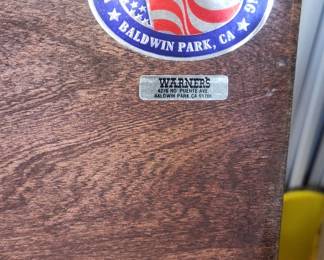 BALDWIN PARK, CA
WARNER'S
4216 NO. PUENTE AVE.
BALDWIN PARK, CA 91706